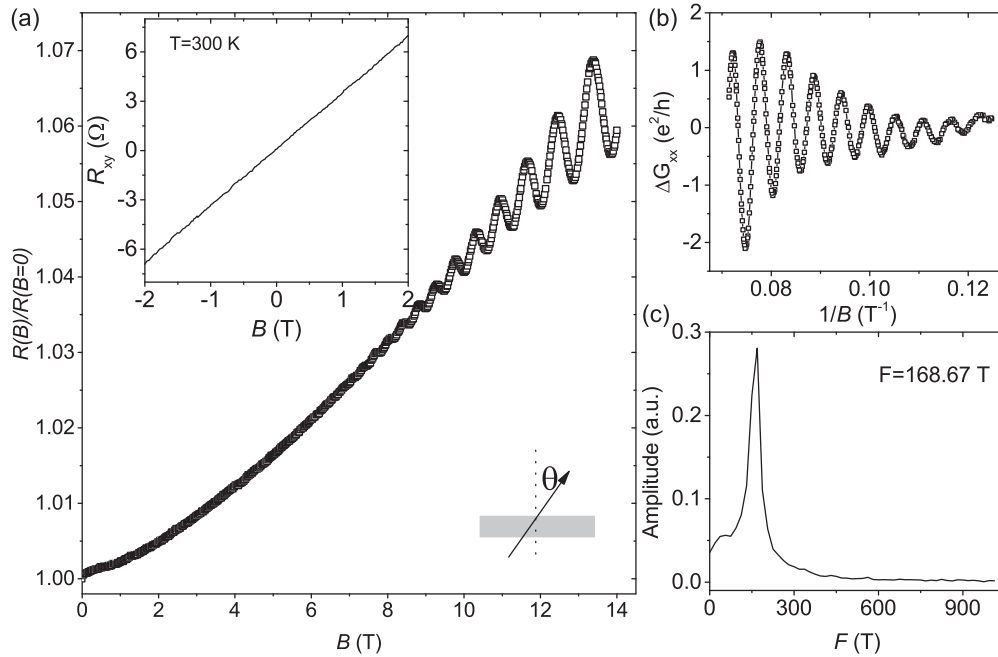 (a)
T=300 K
R_xy (Ω)
6
3
0
-3
-6
-2 -1 0 1 2
B (T)
R(B)/R(B=0)
1.07
1.06
1.05
1.04
1.03
1.02
1.01
1.00
θ
0 2 4 6 8 10 12 14
B (T)
(b)
ΔG_xx (e²/h)
2
1
0
-1
-2
0.08 0.10 0.12
1/B (T⁻¹)
(c)
F=168.67 T
Amplitude (a.u.)
0.3
0.2
0.1
0.0
0 300 600 900
F (T)